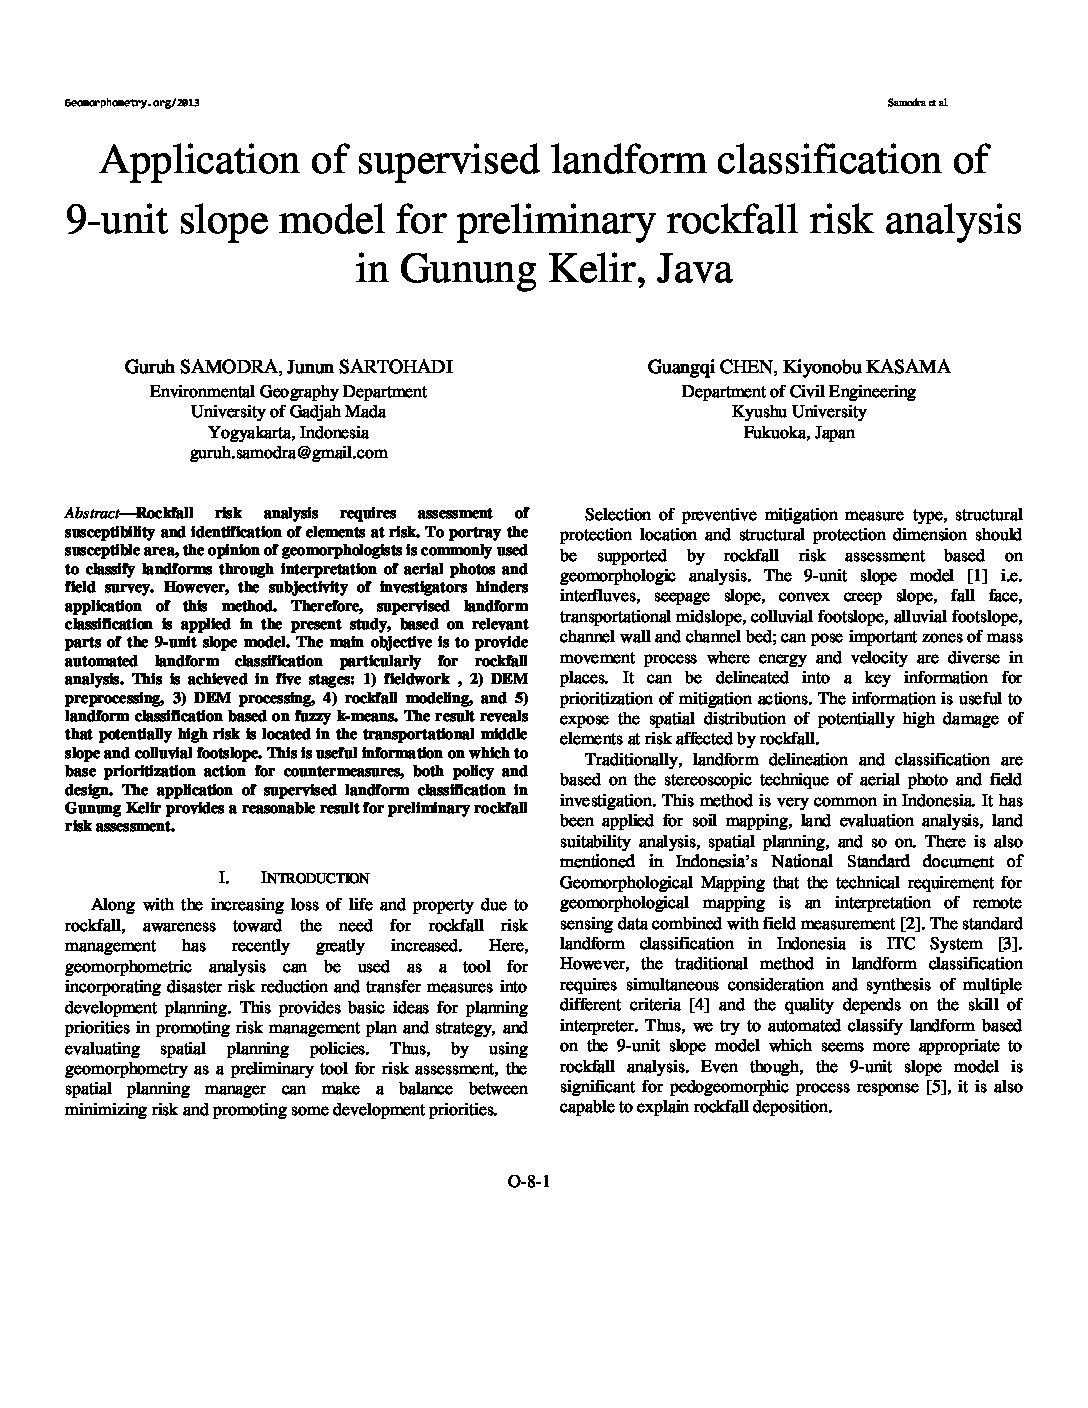 Geomorphometry.org/2013
Samodra et al
Application of supervised landform classification of
9-unit slope model for preliminary rockfall risk analysis
in Gunung Kelir, Java
Guruh SAMODRA, Junun SARTOHADI
Environmental Geography Department
University of Gadjah Mada
Yogyakarta, Indonesia
guruh.samodra@gmail.com
Guangqi CHEN, Kiyonobu KASAMA
Department of Civil Engineering
Kyushu University
Fukuoka, Japan
Abstract—Rockfall risk analysis requires assessment of
susceptibility and identification of elements at risk. To portray the
susceptible area, the opinion of geomorphologists is commonly used
to classify landforms through interpretation of aerial photos and
field survey. However, the subjectivity of investigators hinders
application of this method. Therefore, supervised landform
classification is applied in the present study, based on relevant
parts of the 9-unit slope model. The main objective is to provide
automated landform classification particularly for rockfall
analysis. This is achieved in five stages: 1) fieldwork , 2) DEM
preprocessing, 3) DEM processing, 4) rockfall modeling, and 5)
landform classification based on fuzzy k-means. The result reveals
that potentially high risk is located in the transportational middle
slope and colluvial footslope. This is useful information on which to
base prioritization action for countermeasures, both policy and
design. The application of supervised landform classification in
Gunung Kelir provides a reasonable result for preliminary rockfall
risk assessment.
I. INTRODUCTION
Along with the increasing loss of life and property due to
rockfall, awareness toward the need for rockfall risk
management has recently greatly increased. Here,
geomorphometric analysis can be used as a tool for
incorporating disaster risk reduction and transfer measures into
development planning. This provides basic ideas for planning
priorities in promoting risk management plan and strategy, and
evaluating spatial planning policies. Thus, by using
geomorphometry as a preliminary tool for risk assessment, the
spatial planning manager can make a balance between
minimizing risk and promoting some development priorities.
Selection of preventive mitigation measure type, structural
protection location and structural protection dimension should
be supported by rockfall risk assessment based on
geomorphologic analysis. The 9-unit slope model [1] i.e.
interfluves, seepage slope, convex creep slope, fall face,
transportational midslope, colluvial footslope, alluvial footslope,
channel wall and channel bed; can pose important zones of mass
movement process where energy and velocity are diverse in
places. It can be delineated into a key information for
prioritization of mitigation actions. The information is useful to
expose the spatial distribution of potentially high damage of
elements at risk affected by rockfall.
Traditionally, landform delineation and classification are
based on the stereoscopic technique of aerial photo and field
investigation. This method is very common in Indonesia. It has
been applied for soil mapping, land evaluation analysis, land
suitability analysis, spatial planning, and so on. There is also
mentioned in Indonesia's National Standard document of
Geomorphological Mapping that the technical requirement for
geomorphological mapping is an interpretation of remote
sensing data combined with field measurement [2]. The standard
landform classification in Indonesia is ITC System [3].
However, the traditional method in landform classification
requires simultaneous consideration and synthesis of multiple
different criteria [4] and the quality depends on the skill of
interpreter. Thus, we try to automated classify landform based
on the 9-unit slope model which seems more appropriate to
rockfall analysis. Even though, the 9-unit slope model is
significant for pedogeomorphic process response [5], it is also
capable to explain rockfall deposition.
O-8-1